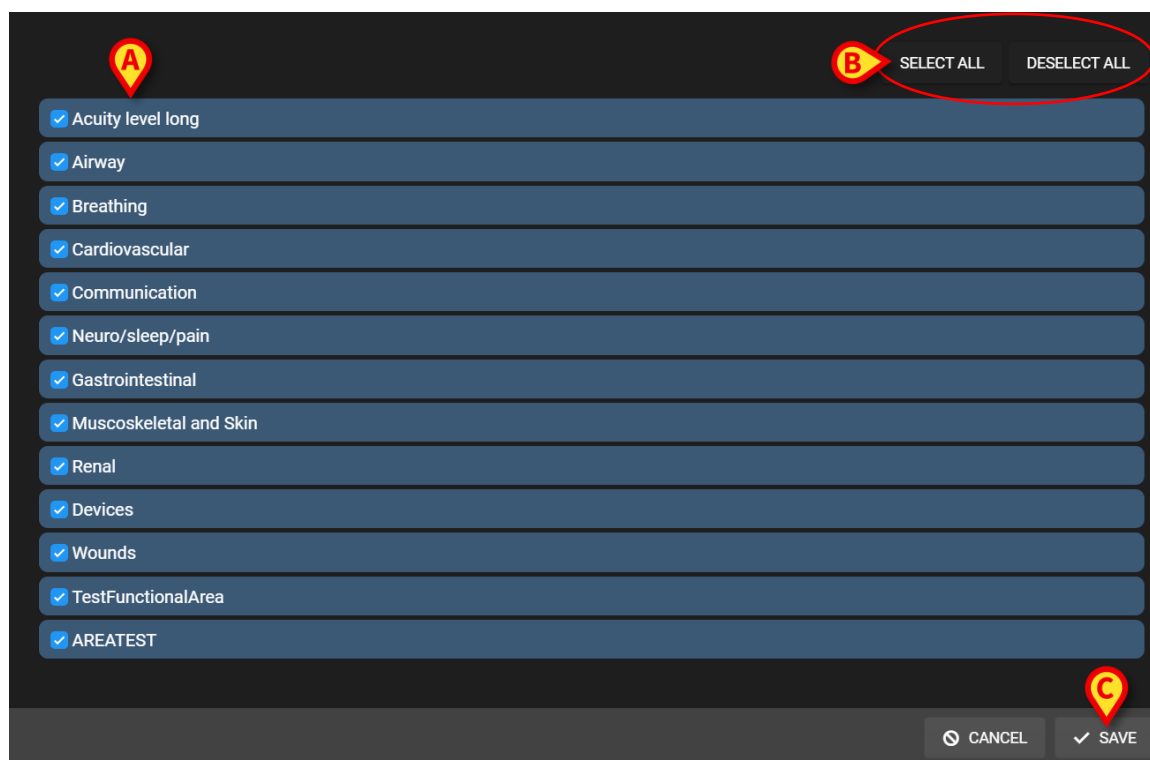 A
B
SELECT ALL DESELECT ALL
Acuity level long
Airway
Breathing
Cardiovascular
Communication
Neuro/sleep/pain
Gastrointestinal
Muscoskeletal and Skin
Renal
Devices
Wounds
TestFunctionalArea
AREATEST
C
CANCEL SAVE